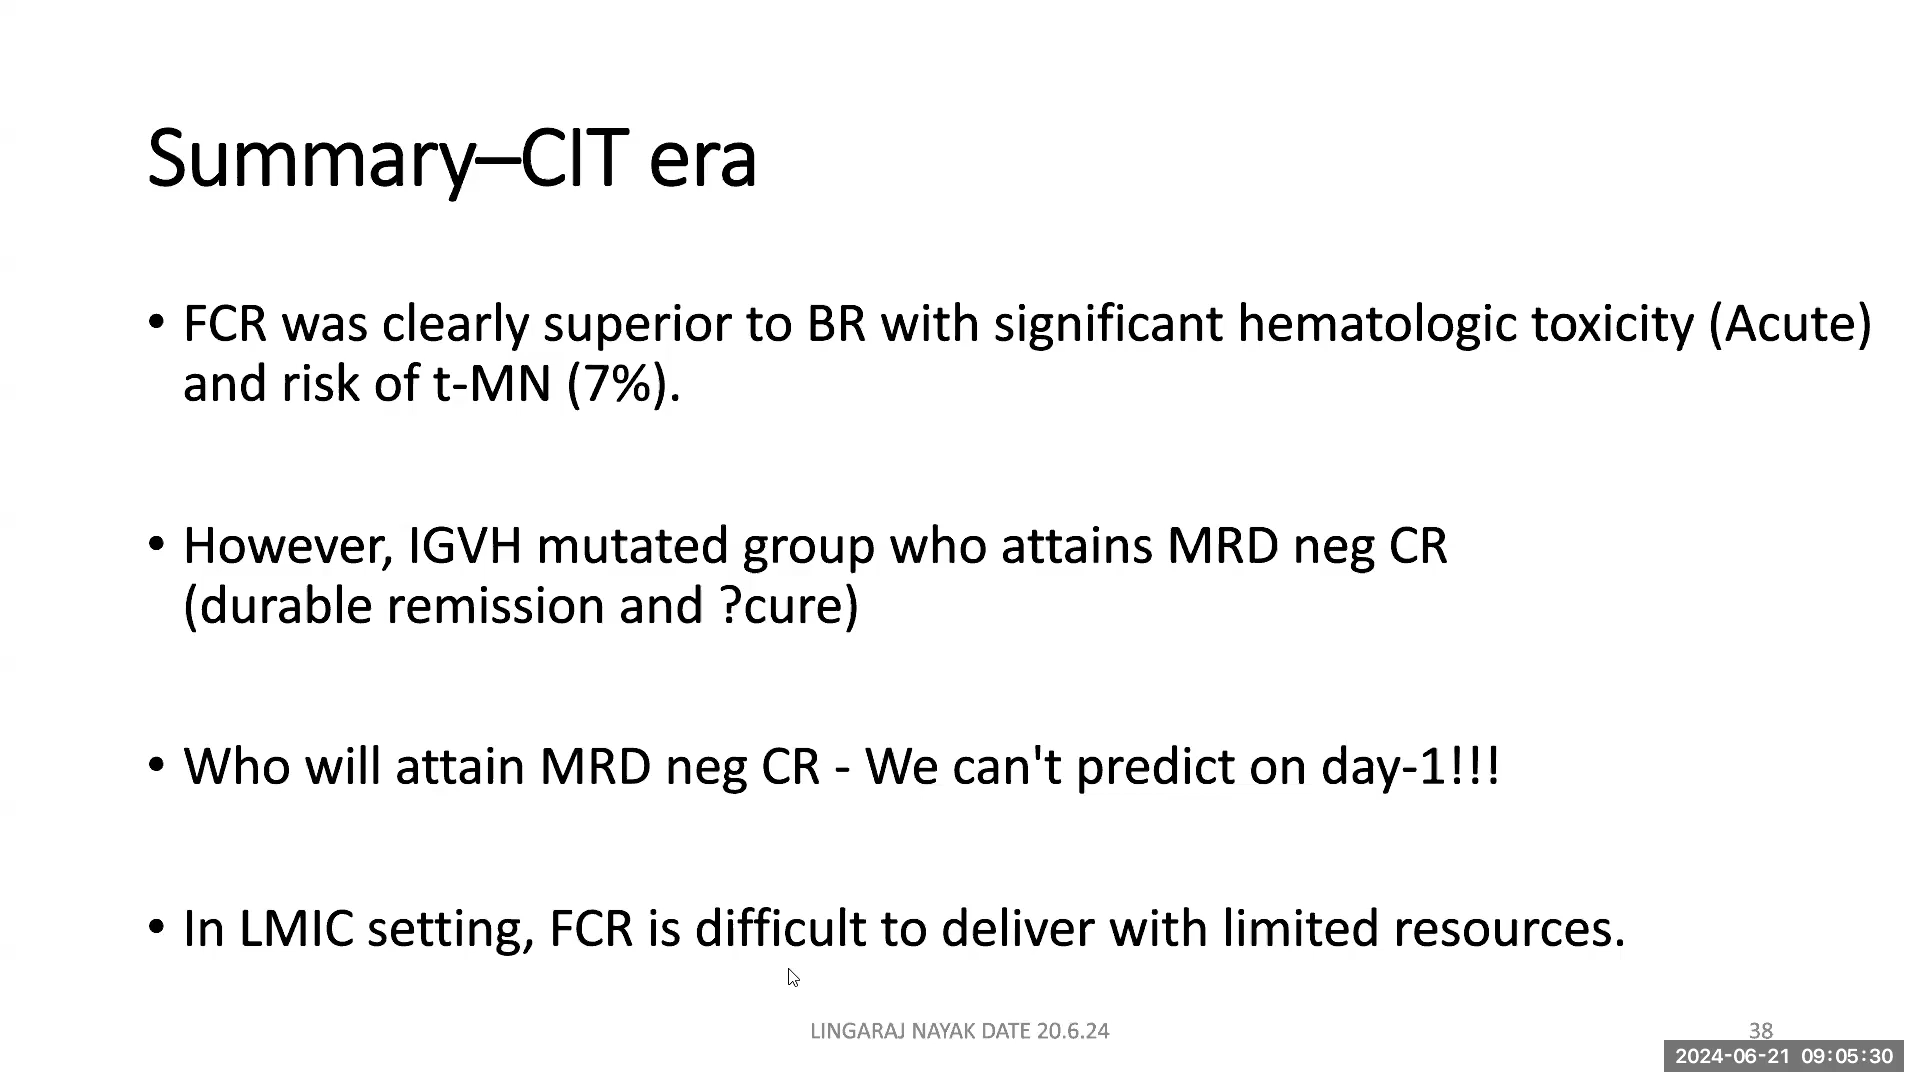 Summary–CIT era
• FCR was clearly superior to BR with significant hematologic toxicity (Acute)
and risk of t-MN (7%).
• However, IGVH mutated group who attains MRD neg CR
(durable remission and ?cure)
• Who will attain MRD neg CR - We can't predict on day-1!!!
• In LMIC setting, FCR is difficult to deliver with limited resources.
LINGARAJ NAYAK DATE 20.6.24
38
2024-06-21 09:05:30